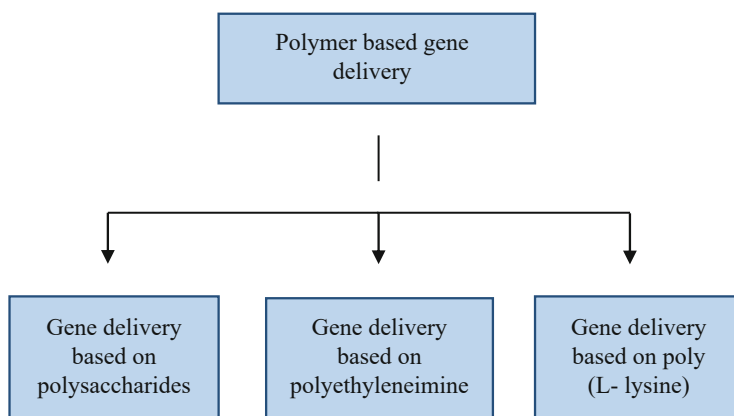 Polymer based gene
delivery
Gene delivery
based on
polysaccharides
Gene delivery
based on
polyethyleneimine
Gene delivery
based on poly
(L- lysine)